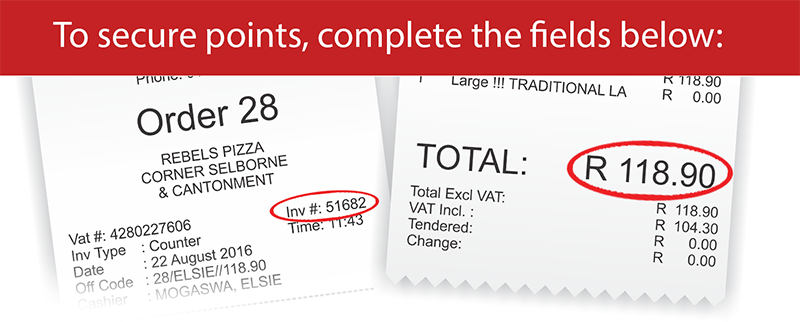 To secure points, complete the fields below:
Phone:
Order 28
REBELS PIZZA
CORNER SELBORNE
& CANTONMENT
Inv #: 51682
Vat #: 4280227606 Time: 11:43
Inv Type : Counter
Date : 22 August 2016
Off Code : 28/ELSIE//118.90
Cashier : MOGASWA, ELSIE
R 118.90
Large !!! TRADITIONAL LA R 0.00
TOTAL: R 118.90
Total Excl VAT: R 118.90
VAT Incl. : R 104.30
Tendered: R 0.00
Change: R 0.00